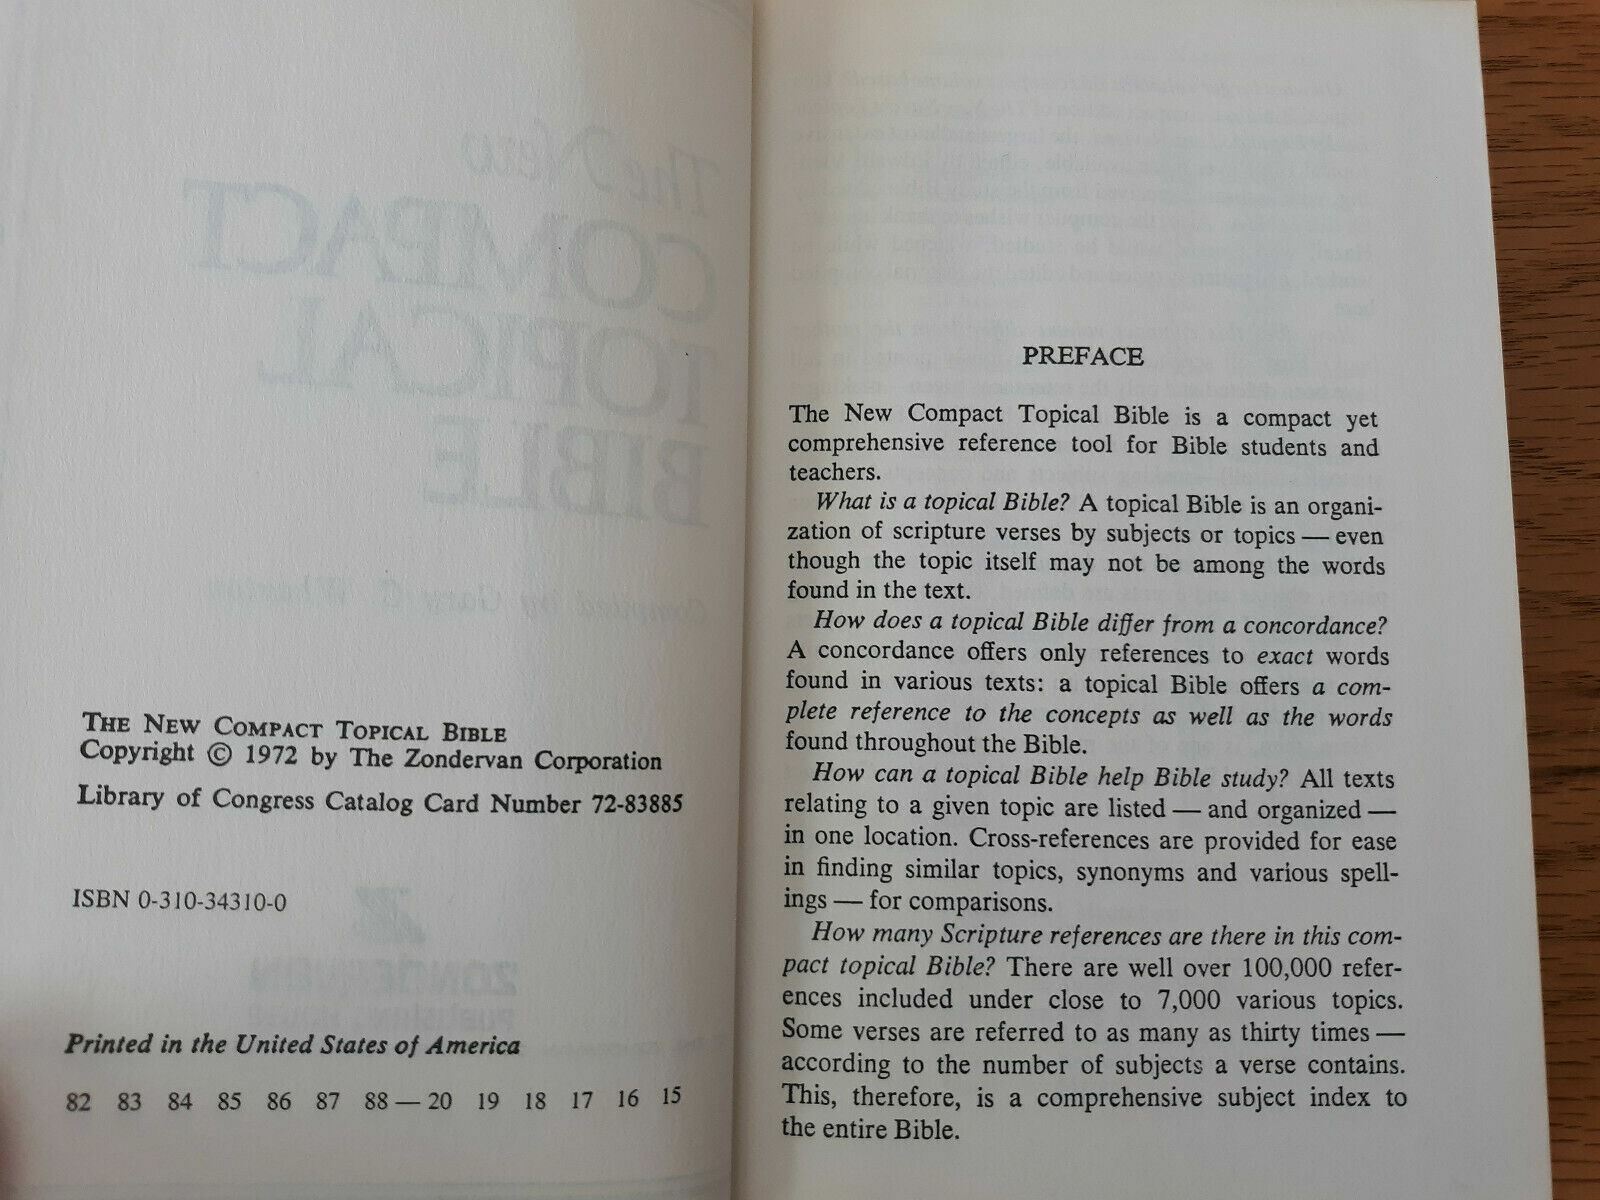 THE NEW COMPACT TOPICAL BIBLE
Copyright © 1972 by The Zondervan Corporation
Library of Congress Catalog Card Number 72-83885
ISBN 0-310-34310-0
Printed in the United States of America
82 83 84 85 86 87 88 — 20 19 18 17 16 15
PREFACE
The New Compact Topical Bible is a compact yet
comprehensive reference tool for Bible students and
teachers.
What is a topical Bible? A topical Bible is an organi-
zation of scripture verses by subjects or topics — even
though the topic itself may not be among the words
found in the text.
How does a topical Bible differ from a concordance?
A concordance offers only references to exact words
found in various texts: a topical Bible offers a com-
plete reference to the concepts as well as the words
found throughout the Bible.
How can a topical Bible help Bible study? All texts
relating to a given topic are listed — and organized —
in one location. Cross-references are provided for ease
in finding similar topics, synonyms and various spell-
ings — for comparisons.
How many Scripture references are there in this com-
pact topical Bible? There are well over 100,000 refer-
ences included under close to 7,000 various topics.
Some verses are referred to as many as thirty times —
according to the number of subjects a verse contains.
This, therefore, is a comprehensive subject index to
the entire Bible.